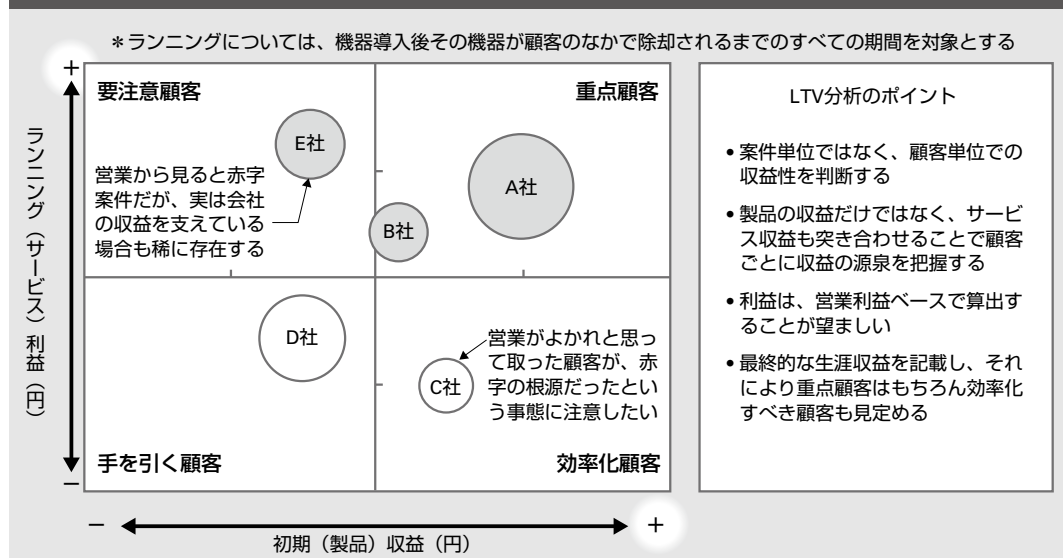 ＊ランニングについては、機器導入後その機器が顧客のなかで除却されるまでのすべての期間を対象とする
＋
ランニング（サービス）利益（円）
－
要注意顧客
重点顧客
E社
A社
B社
営業から見ると赤字
案件だが、実は会社
の収益を支えている
場合も稀に存在する
D社
C社
営業がよかれと思っ
て取った顧客が、赤
字の根源だったとい
う事態に注意したい
手を引く顧客
効率化顧客
－
＋
初期（製品）収益（円）
LTV分析のポイント
• 案件単位ではなく、顧客単位での
収益性を判断する
• 製品の収益だけではなく、サービ
ス収益も突き合わせることで顧客
ごとに収益の源泉を把握する
• 利益は、営業利益ベースで算出す
ることが望ましい
• 最終的な生涯収益を記載し、それ
により重点顧客はもちろん効率化
すべき顧客も見定める